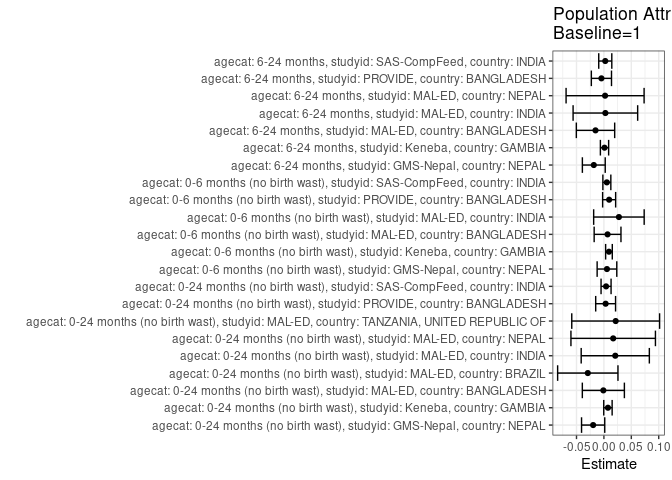 Population Attr
Baseline=1
agecat: 6-24 months, studyid: SAS-CompFeed, country: INDIA
agecat: 6-24 months, studyid: PROVIDE, country: BANGLADESH
agecat: 6-24 months, studyid: MAL-ED, country: NEPAL
agecat: 6-24 months, studyid: MAL-ED, country: INDIA
agecat: 6-24 months, studyid: MAL-ED, country: BANGLADESH
agecat: 6-24 months, studyid: Keneba, country: GAMBIA
agecat: 6-24 months, studyid: GMS-Nepal, country: NEPAL
agecat: 0-6 months (no birth wast), studyid: SAS-CompFeed, country: INDIA
agecat: 0-6 months (no birth wast), studyid: PROVIDE, country: BANGLADESH
agecat: 0-6 months (no birth wast), studyid: MAL-ED, country: INDIA
agecat: 0-6 months (no birth wast), studyid: MAL-ED, country: BANGLADESH
agecat: 0-6 months (no birth wast), studyid: Keneba, country: GAMBIA
agecat: 0-6 months (no birth wast), studyid: GMS-Nepal, country: NEPAL
agecat: 0-24 months (no birth wast), studyid: SAS-CompFeed, country: INDIA
agecat: 0-24 months (no birth wast), studyid: PROVIDE, country: BANGLADESH
agecat: 0-24 months (no birth wast), studyid: MAL-ED, country: TANZANIA, UNITED REPUBLIC OF
agecat: 0-24 months (no birth wast), studyid: MAL-ED, country: NEPAL
agecat: 0-24 months (no birth wast), studyid: MAL-ED, country: INDIA
agecat: 0-24 months (no birth wast), studyid: MAL-ED, country: BRAZIL
agecat: 0-24 months (no birth wast), studyid: MAL-ED, country: BANGLADESH
agecat: 0-24 months (no birth wast), studyid: Keneba, country: GAMBIA
agecat: 0-24 months (no birth wast), studyid: GMS-Nepal, country: NEPAL
-0.05 0.00 0.05 0.10
Estimate